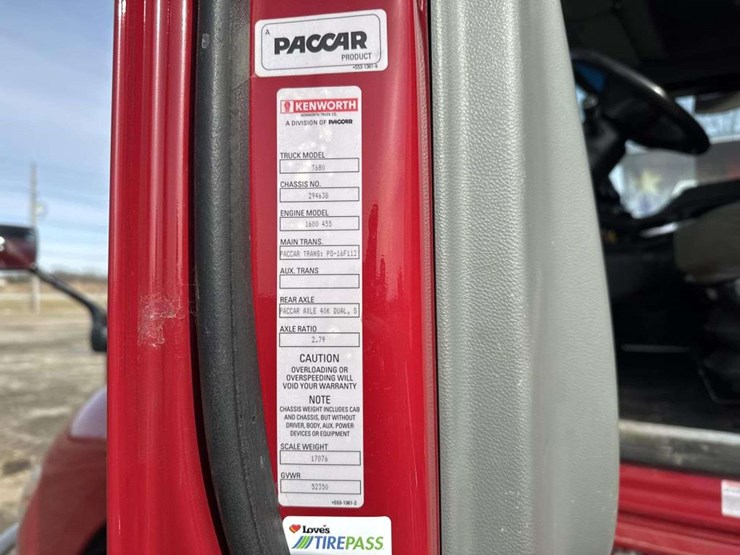 A
PACCAR
PRODUCT
KENWORTH
KENWORTH TRUCK CO.
A DIVISION OF PACCAR
TRUCK MODEL
T680
CHASSIS NO.
294638
ENGINE MODEL
1600 455
MAIN TRANS.
PACCAR TRANS: PO-16F112
AUX. TRANS
REAR AXLE
PACCAR AXLE 40K DUAL, S
AXLE RATIO
2.79
CAUTION
OVERLOADING OR
OVERSPEEDING WILL
VOID YOUR WARRANTY
NOTE
CHASSIS WEIGHT INCLUDES CAB
AND CHASSIS, BUT WITHOUT
DRIVER, BODY, AUX. POWER
DEVICES OR EQUIPMENT
SCALE WEIGHT
17076
GVWR
52350
Love's
TIREPASS